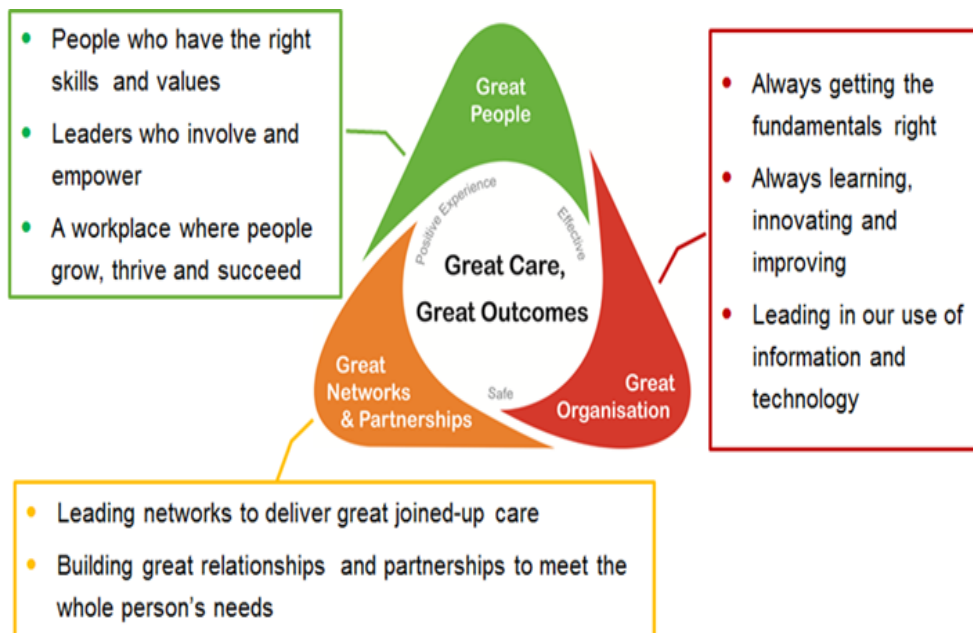 • People who have the right
skills and values
• Leaders who involve and
empower
• A workplace where people
grow, thrive and succeed
Great
People
Positive Experience
Effective
Safe
Great Care,
Great Outcomes
Great
Networks
& Partnerships
Great
Organisation
• Always getting the
fundamentals right
• Always learning,
innovating and
improving
• Leading in our use of
information and
technology
• Leading networks to deliver great joined-up care
• Building great relationships and partnerships to meet the
whole person's needs